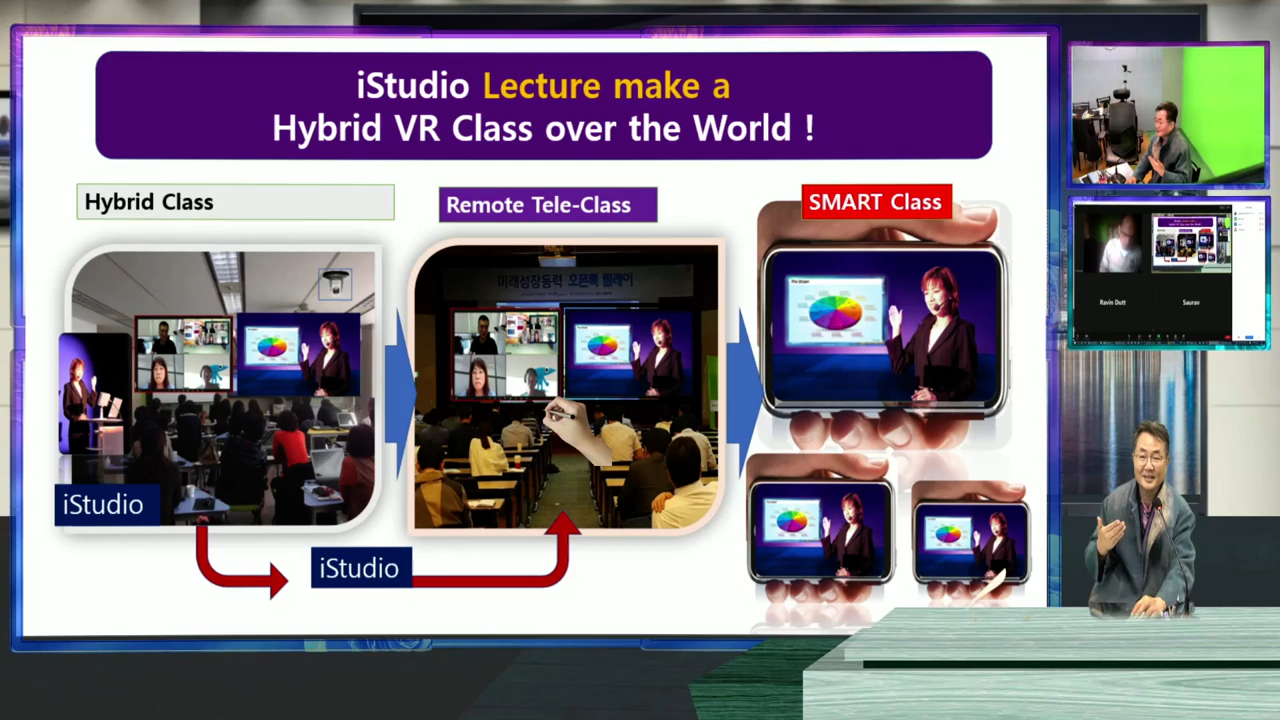 iStudio Lecture make a
Hybrid VR Class over the World !
Hybrid Class
Remote Tele-Class
SMART Class
미래성장동력 오픈톡 릴레이
iStudio
iStudio
Ravin Dutt
Saurav